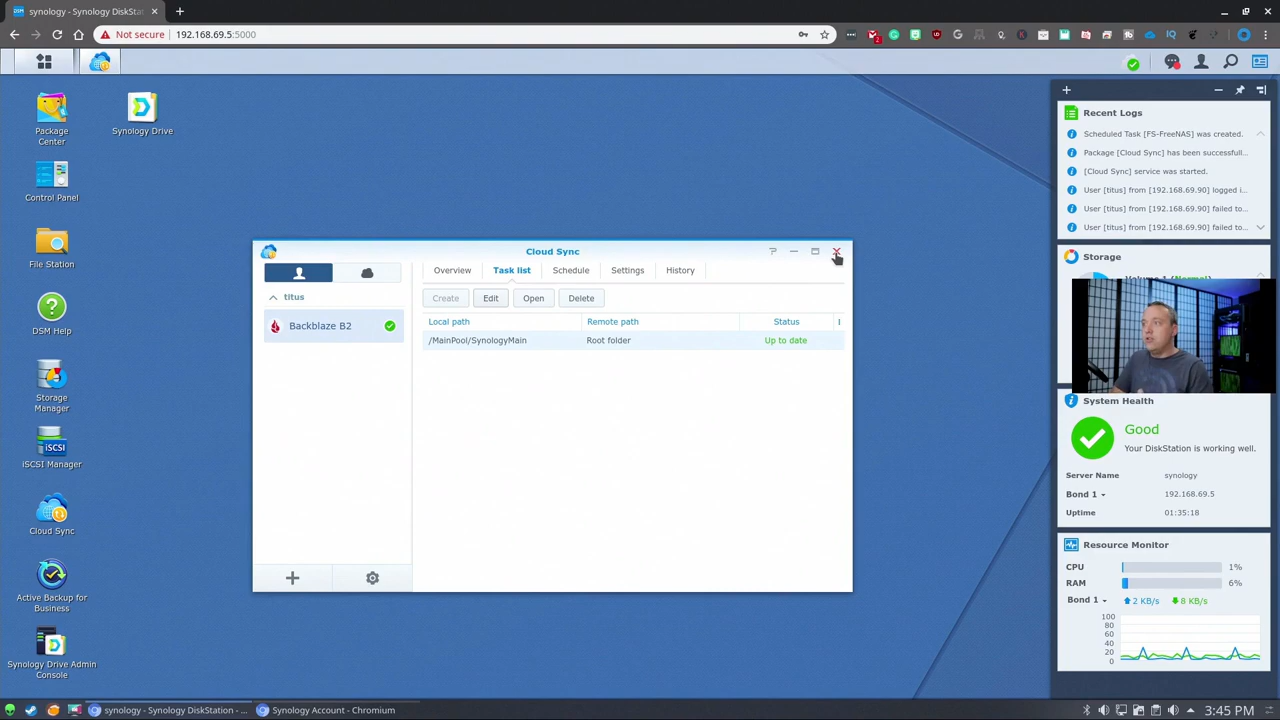 synology - Synology DiskSta
Not secure
192.168.69.5:5000
Package
Center
Synology Drive
Control Panel
File Station
DSM Help
Storage
Manager
iSCSI Manager
Cloud Sync
Active Backup for
Business
Synology Drive Admin
Console
Cloud Sync
titus
Backblaze B2
Overview
Task list
Schedule
Settings
History
Create
Edit
Open
Delete
Local path
Remote path
Status
/MainPool/SynologyMain
Root folder
Up to date
Recent Logs
Scheduled Task [FS-FreeNAS] was created.
Package [Cloud Sync] has been successfull...
[Cloud Sync] service was started.
User [titus] from [192.168.69.90] logged i...
User [titus] from [192.168.69.90] failed to...
User [titus] from [192.168.69.90] failed to...
Storage
System Health
Good
Your DiskStation is working well.
Server Name
synology
Bond 1
192.168.69.5
Uptime
01:35:18
Resource Monitor
CPU
1%
RAM
6%
Bond 1
2 KB/s
8 KB/s
100
80
60
40
20
0
synology - Synology DiskStation - ...
Synology Account - Chromium
3:45 PM